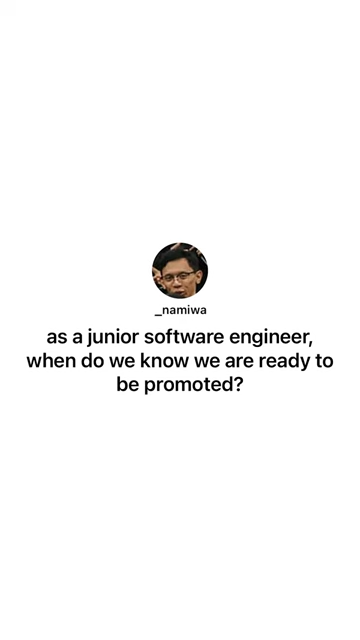 _namiwa
as a junior software engineer,
when do we know we are ready to
be promoted?